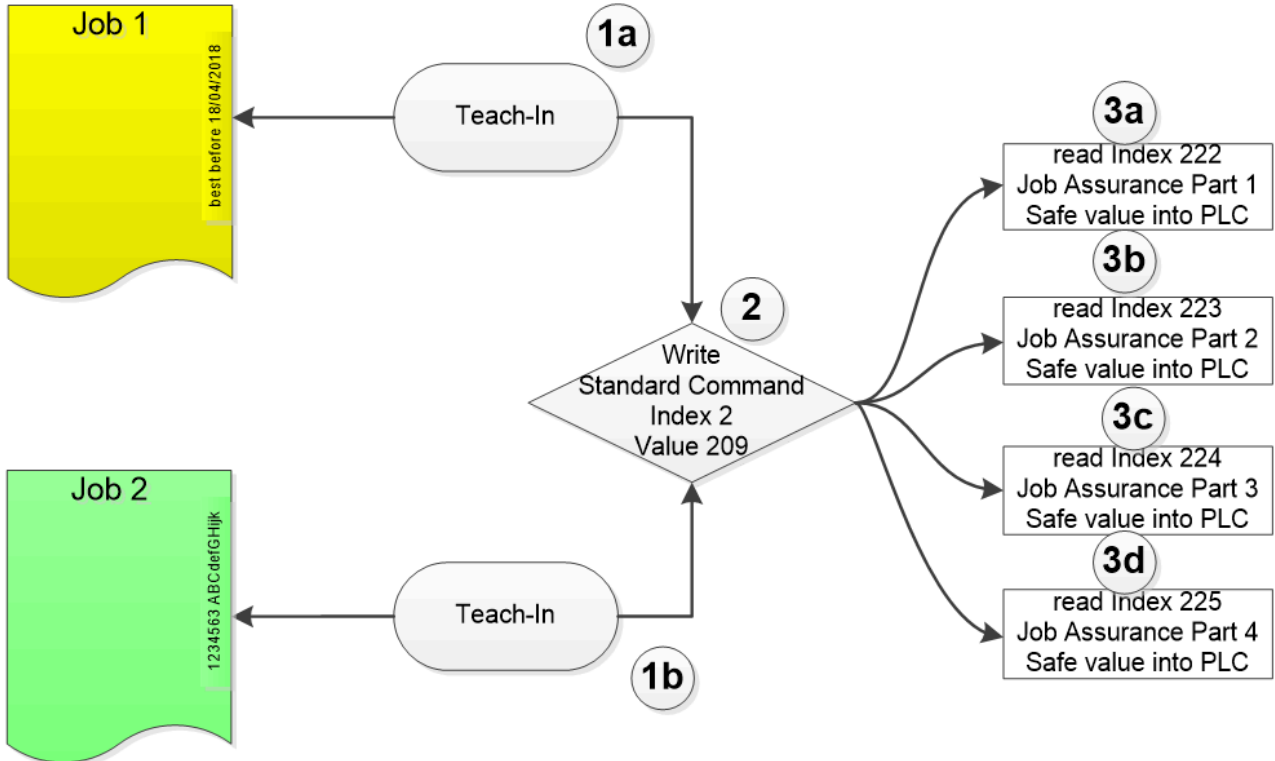 Job 1
best before 18/04/2018
1a
Teach-In
2
Write
Standard Command
Index 2
Value 209
3a
read Index 222
Job Assurance Part 1
Safe value into PLC
3b
read Index 223
Job Assurance Part 2
Safe value into PLC
3c
read Index 224
Job Assurance Part 3
Safe value into PLC
3d
read Index 225
Job Assurance Part 4
Safe value into PLC
Job 2
1234563 ABCdefGHijk
Teach-In
1b